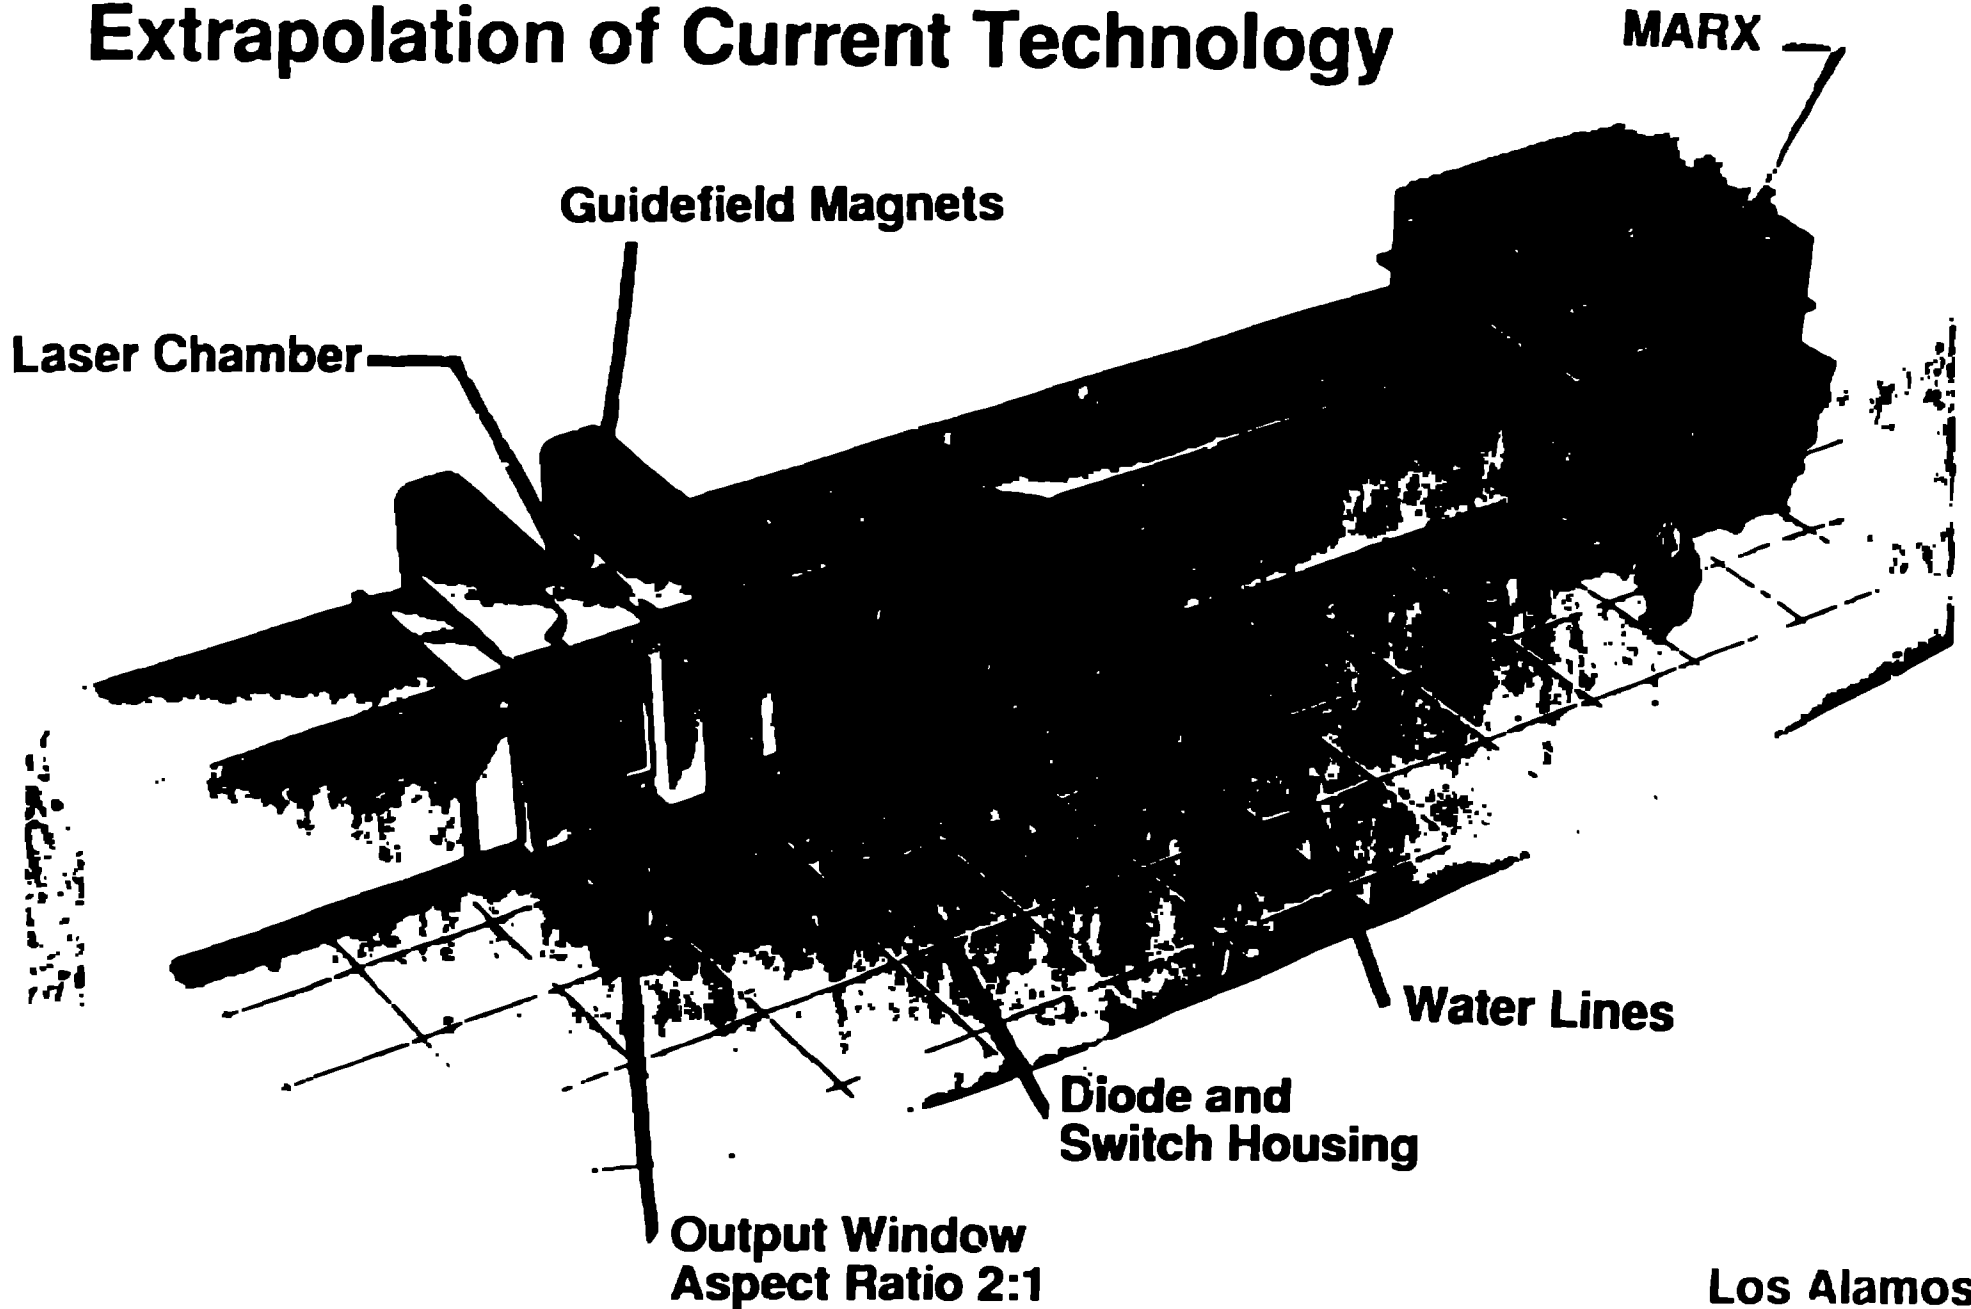 Extrapolation of Current Technology
MARX
Guidefield Magnets
Laser Chamber
Water Lines
Diode and
Switch Housing
Output Window
Aspect Ratio 2:1
Los Alamos